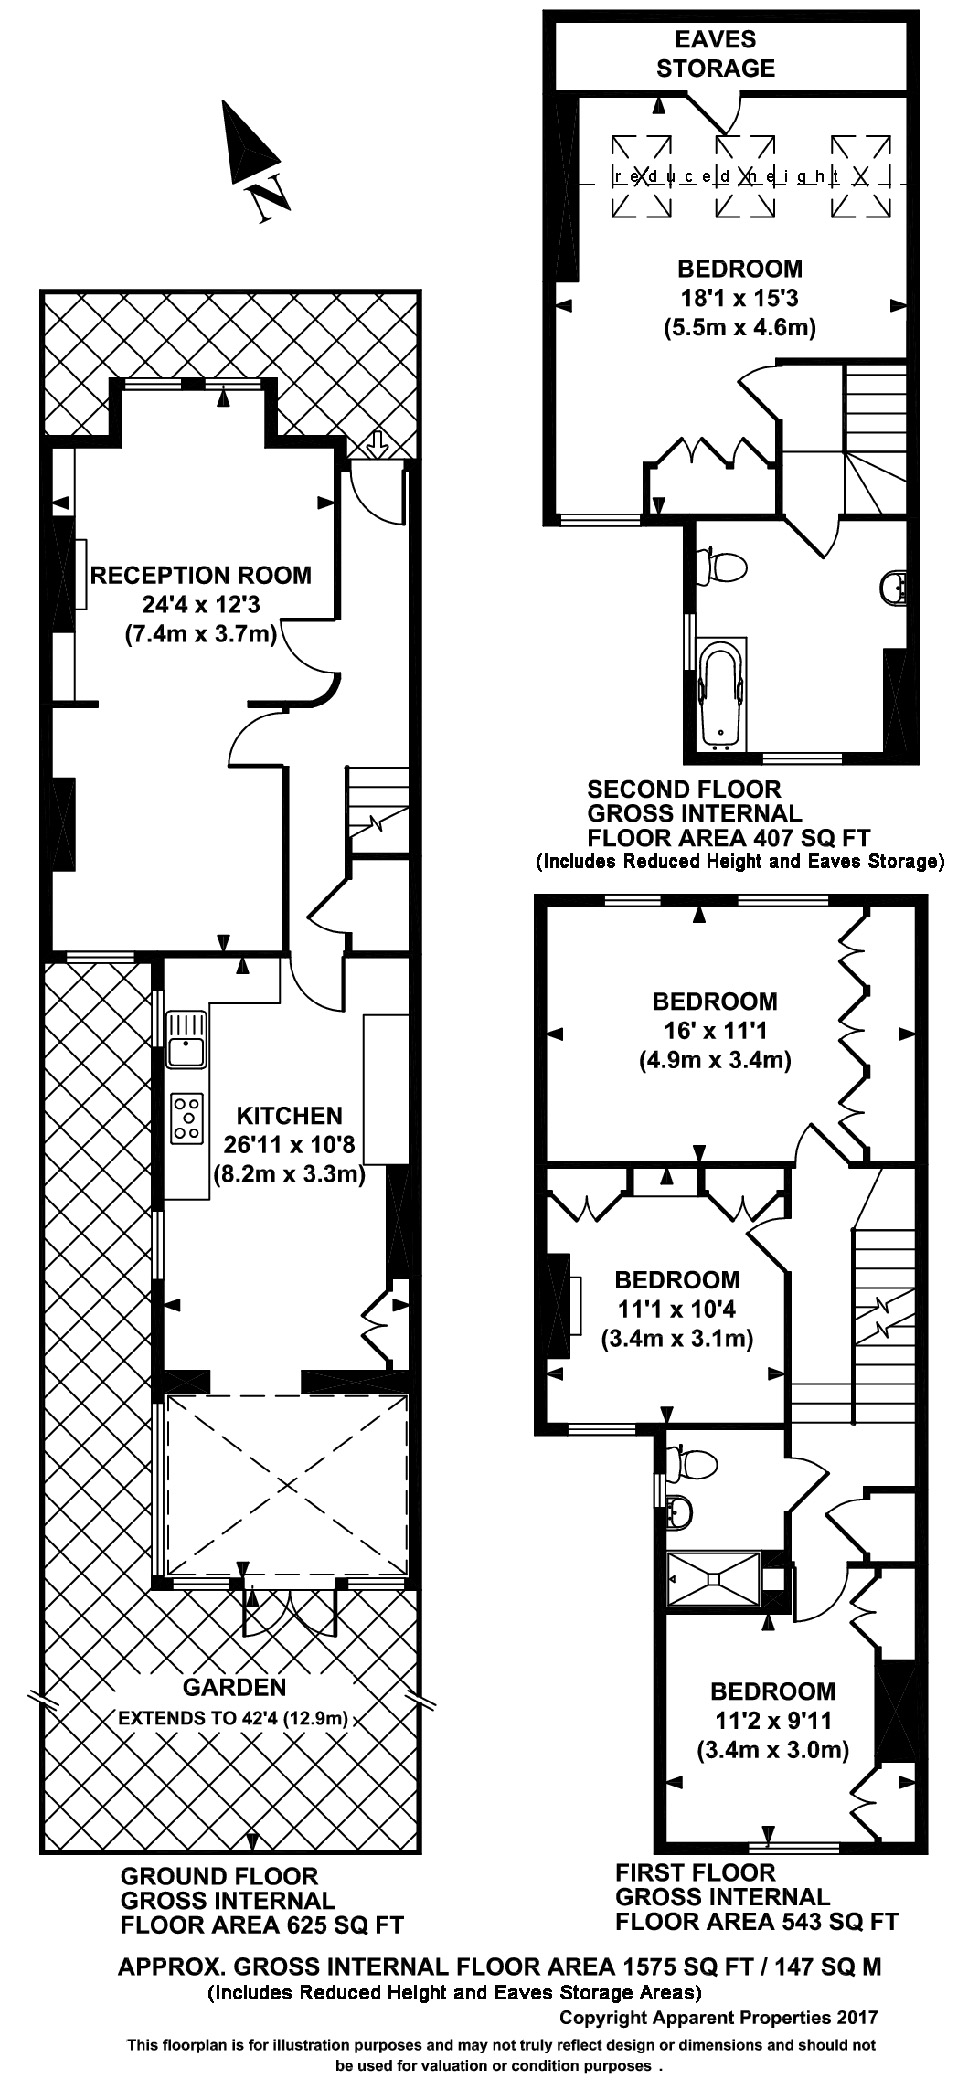 EAVES
STORAGE
N
reduced height
BEDROOM
18'1 x 15'3
(5.5m x 4.6m)
RECEPTION ROOM
24'4 x 12'3
(7.4m x 3.7m)
SECOND FLOOR
GROSS INTERNAL
FLOOR AREA 407 SQ FT
(Includes Reduced Height and Eaves Storage)
BEDROOM
16' x 11'1
(4.9m x 3.4m)
KITCHEN
26'11 x 10'8
(8.2m x 3.3m)
BEDROOM
11'1 x 10'4
(3.4m x 3.1m)
GARDEN
EXTENDS TO 42'4 (12.9m)
BEDROOM
11'2 x 9'11
(3.4m x 3.0m)
GROUND FLOOR
GROSS INTERNAL
FLOOR AREA 625 SQ FT
FIRST FLOOR
GROSS INTERNAL
FLOOR AREA 543 SQ FT
APPROX. GROSS INTERNAL FLOOR AREA 1575 SQ FT / 147 SQ M
(Includes Reduced Height and Eaves Storage Areas)
Copyright Apparent Properties 2017
This floorplan is for illustration purposes and may not truly reflect design or dimensions and should not
be used for valuation or condition purposes .